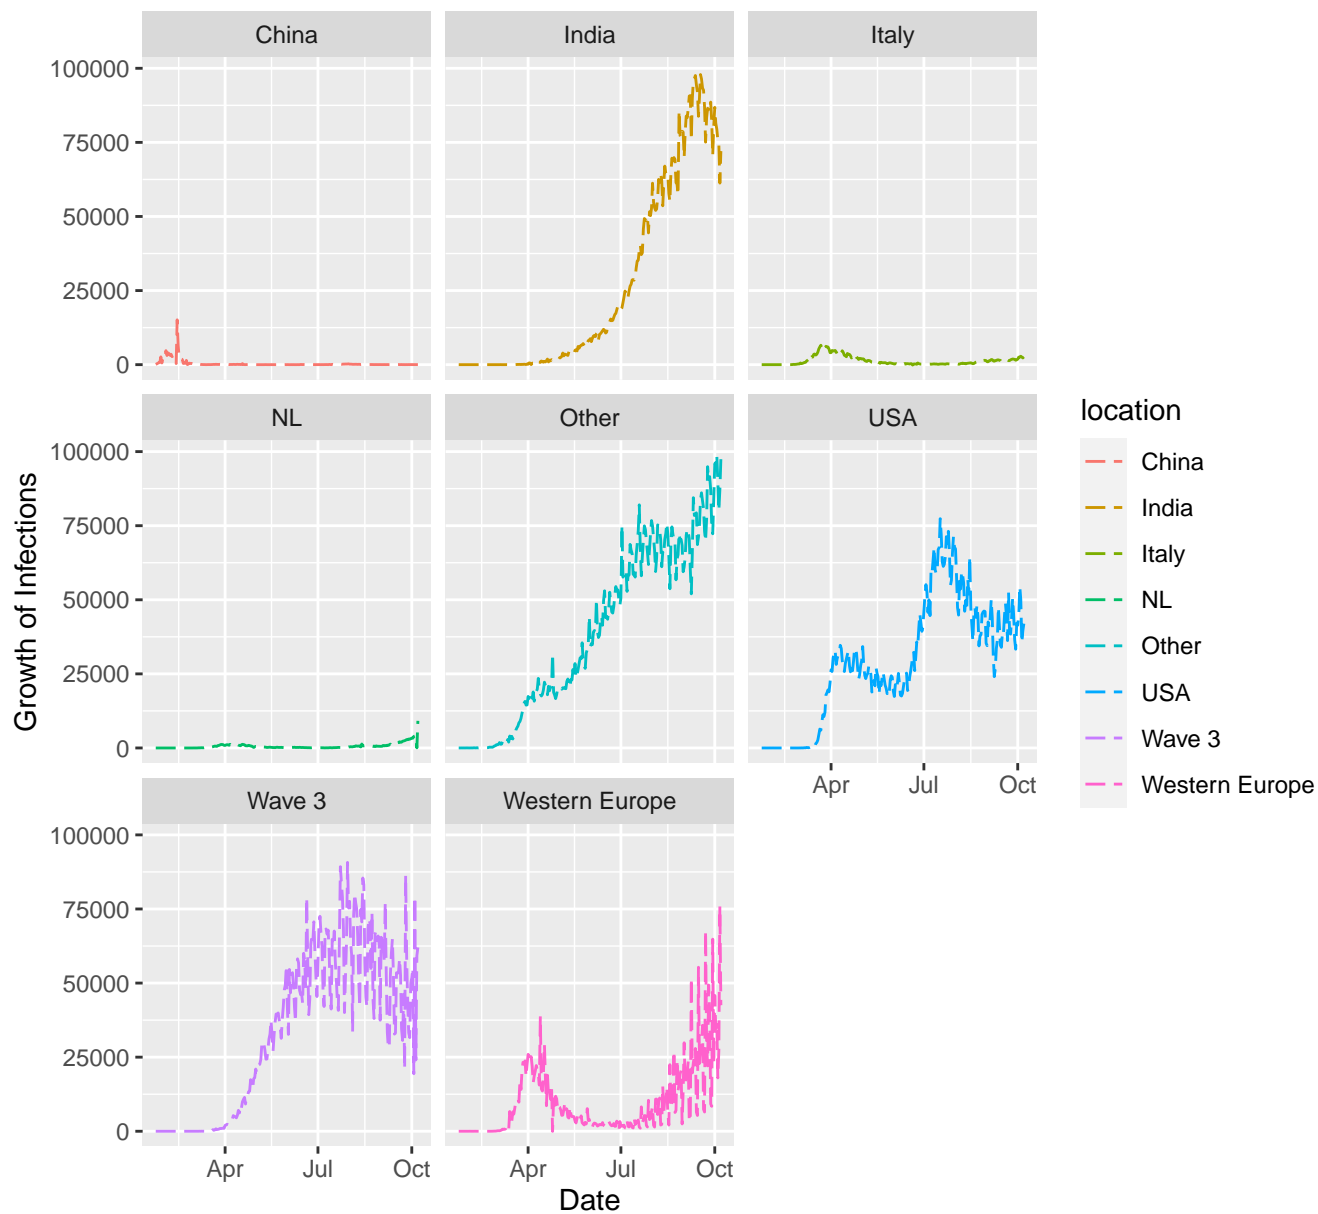 China
India
Italy
100000
75000
50000
25000
0
NL
Other
USA
100000
75000
50000
25000
0
Apr
Jul
Oct
Wave 3
Western Europe
100000
75000
50000
25000
0
Apr
Jul
Oct
Apr
Jul
Oct
Date
Growth of Infections
location
China
India
Italy
NL
Other
USA
Wave 3
Western Europe